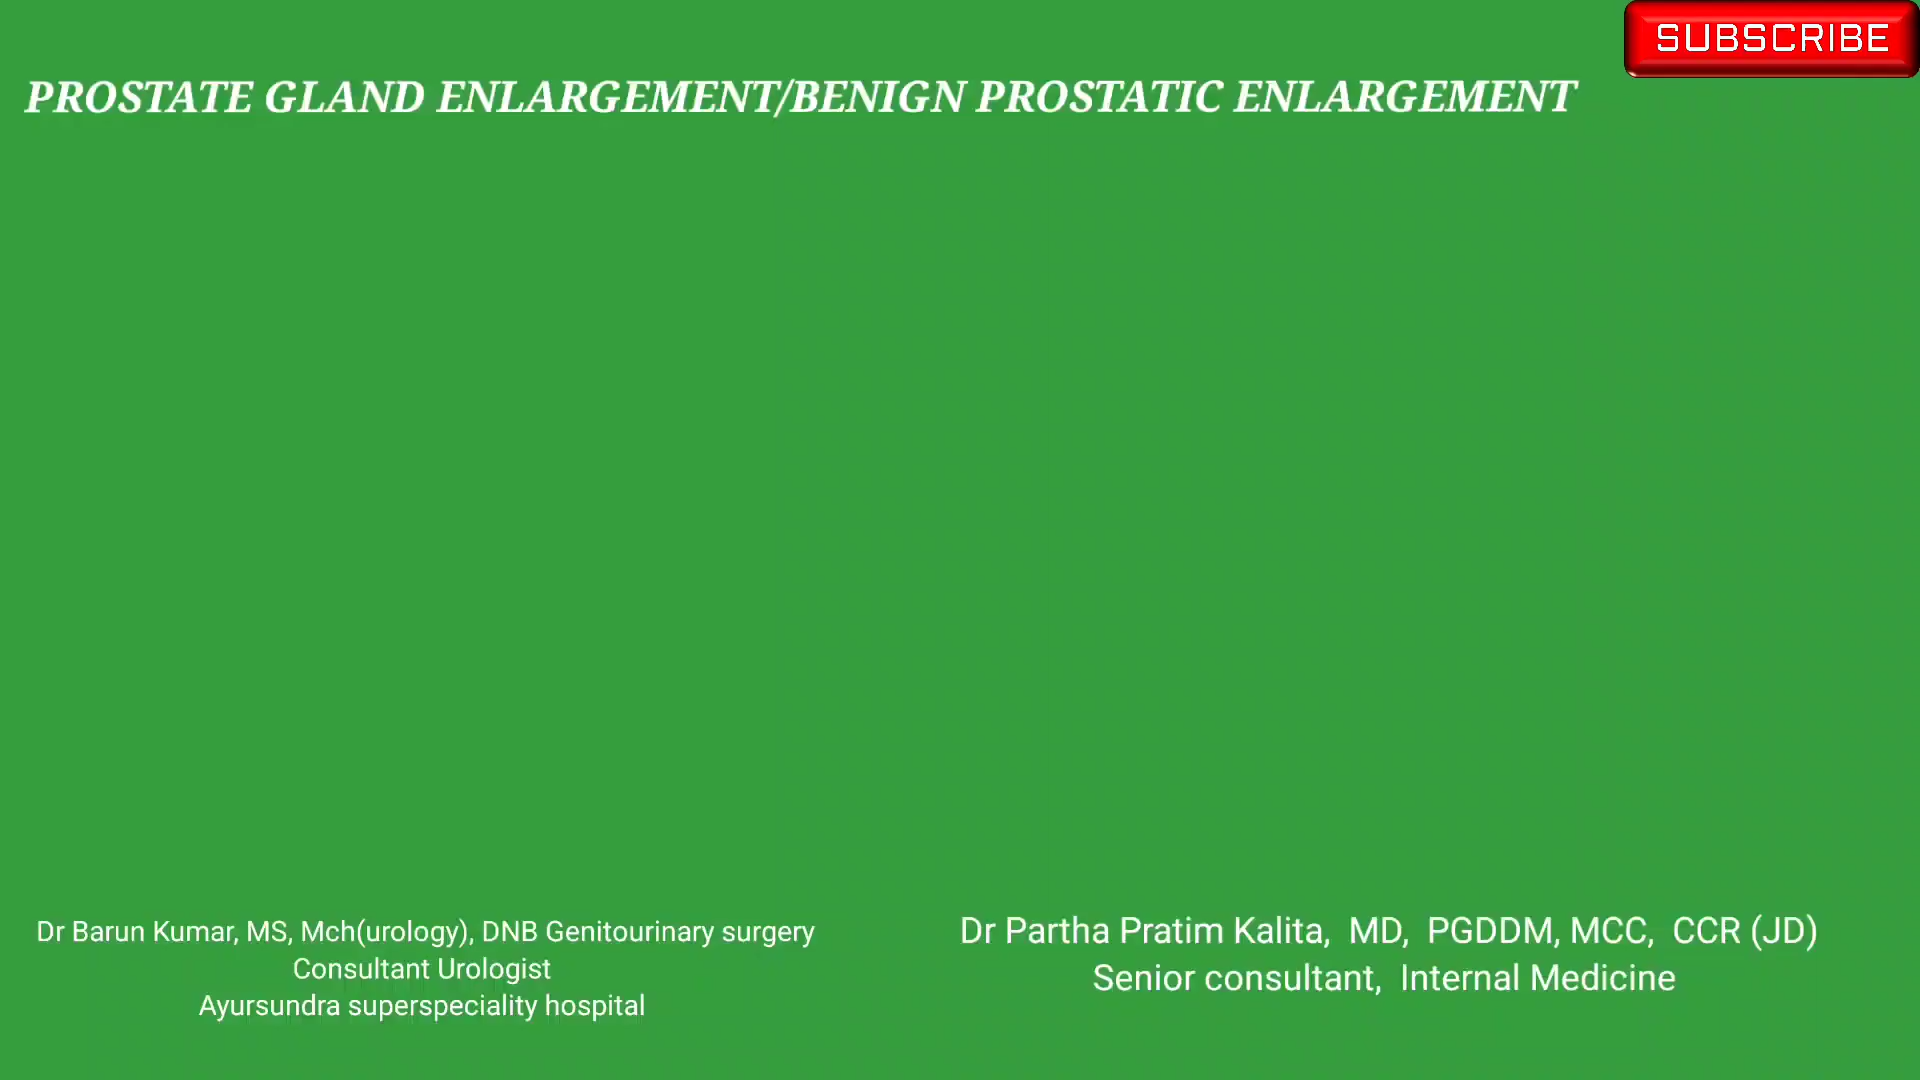 SUBSCRIBE
PROSTATE GLAND ENLARGEMENT/BENIGN PROSTATIC ENLARGEMENT
Dr Barun Kumar, MS, Mch(urology), DNB Genitourinary surgery
Consultant Urologist
Ayursundra superspeciality hospital
Dr Partha Pratim Kalita, MD, PGDDM, MCC, CCR (JD)
Senior consultant, Internal Medicine